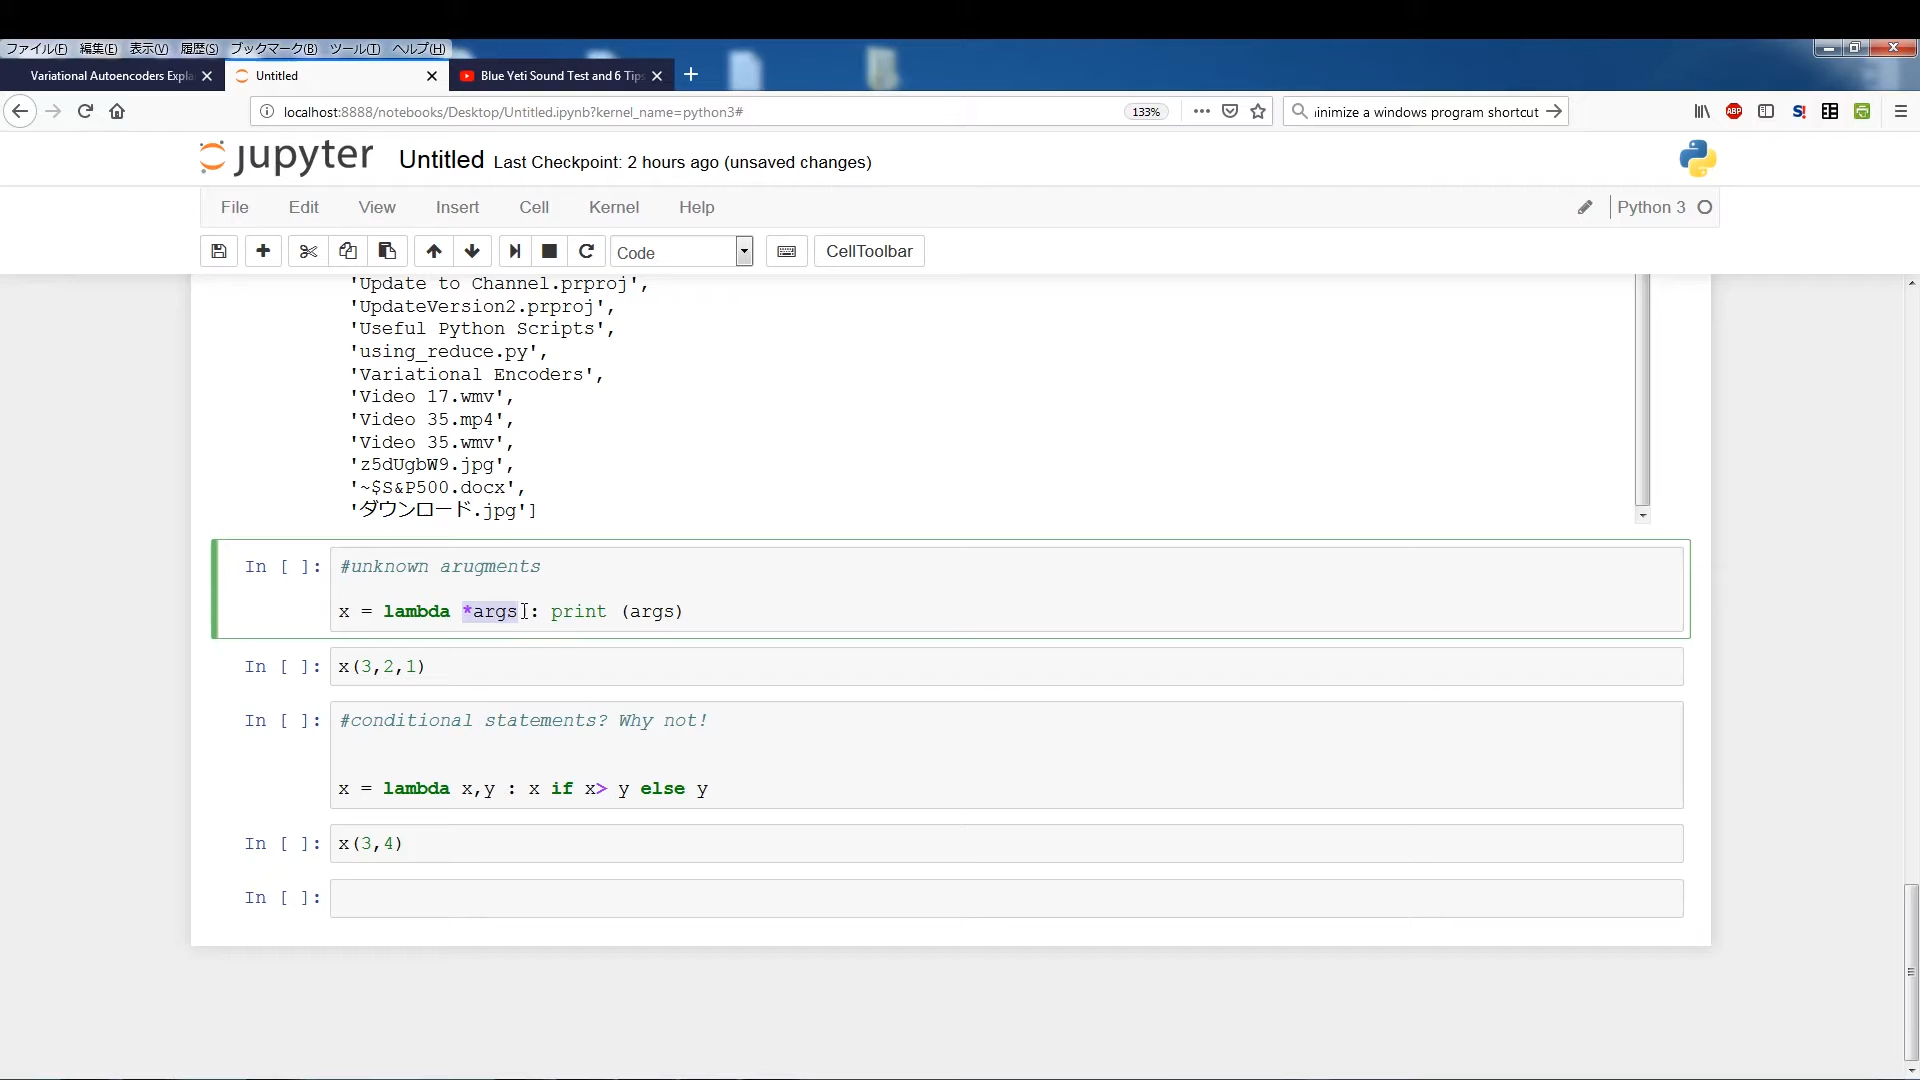 ファイル(F) 編集(E) 表示(V) 履歴(S) ブックマーク(B) ツール(T) ヘルプ(H)
Variational Autoencoders Expla Untitled Blue Yeti Sound Test and 6 Tips
localhost:8888/notebooks/Desktop/Untitled.ipynb?kernel_name=python3# 133% inimize a windows program shortcut ABP S!
jupyter Untitled Last Checkpoint: 2 hours ago (unsaved changes)
File Edit View Insert Cell Kernel Help Python 3
Code CellToolbar
'Update to Channel.prproj',
'UpdateVersion2.prproj',
'Useful Python Scripts',
'using_reduce.py',
'Variational Encoders',
'Video 17.wmv',
'Video 35.mp4',
'Video 35.wmv',
'z5dUgbW9.jpg',
'~$S&P500.docx',
'ダウンロード.jpg']
In [ ]: #unknown arugments
x = lambda *args : print (args)
In [ ]: x(3,2,1)
In [ ]: #conditional statements? Why not!
x = lambda x,y : x if x> y else y
In [ ]: x(3,4)
In [ ]: